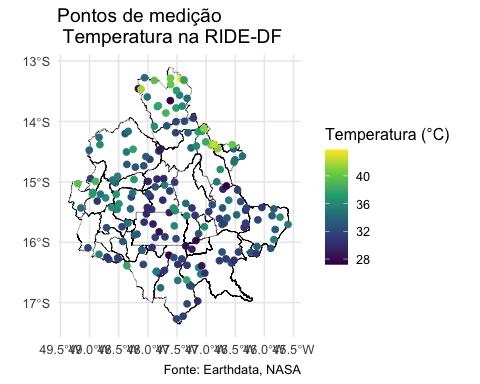 Pontos de medição
Temperatura na RIDE-DF
13°S
14°S
15°S
16°S
17°S
49.5°W 49.0°W 48.5°W 48.0°W 47.5°W 47.0°W 46.5°W 46.0°W 45.5°W
Temperatura (°C)
40
36
32
28
Fonte: Earthdata, NASA